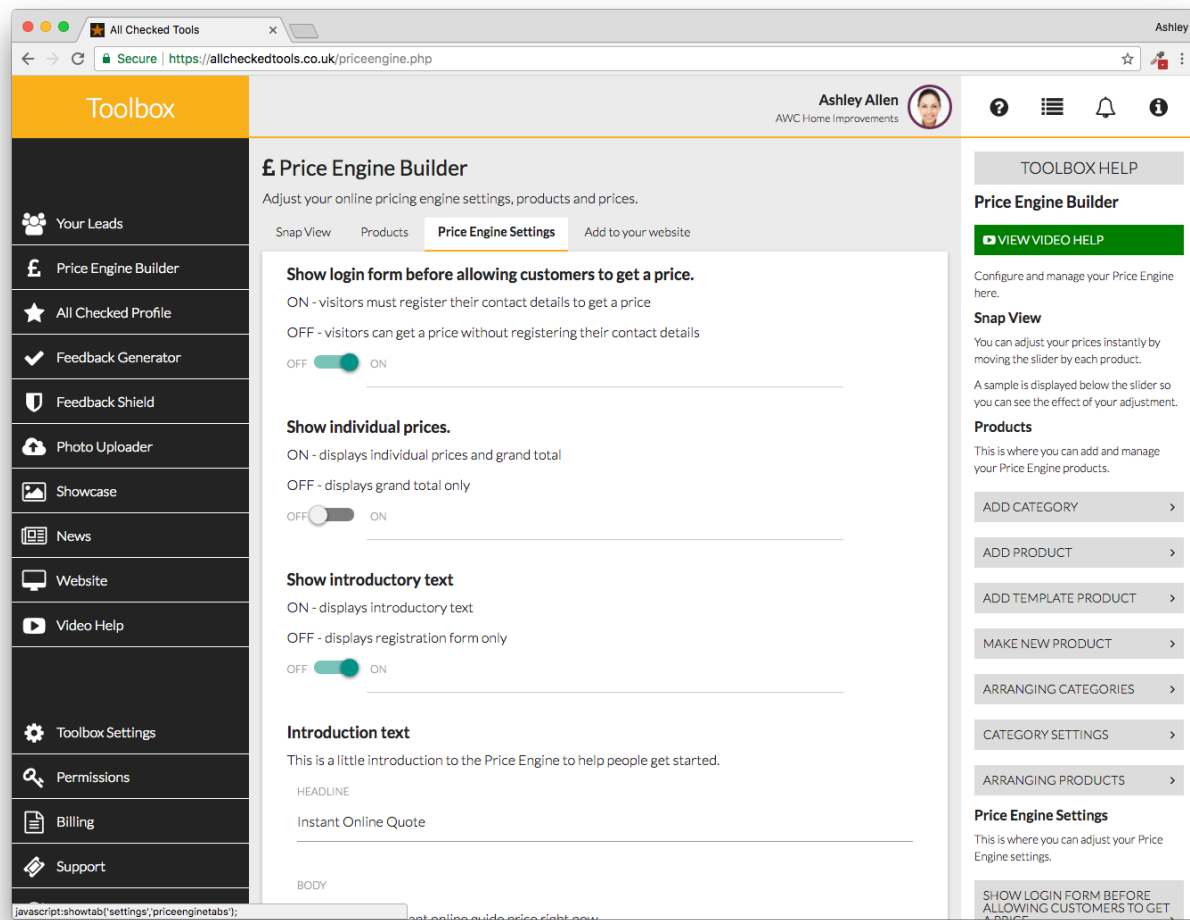 All Checked Tools
Ashley
Secure | https://allcheckedtools.co.uk/priceengine.php
Toolbox
Ashley Allen
AWC Home Improvements
Your Leads
Price Engine Builder
All Checked Profile
Feedback Generator
Feedback Shield
Photo Uploader
Showcase
News
Website
Video Help
Toolbox Settings
Permissions
Billing
Support
javascript:showtab('settings','priceenginetabs');
£ Price Engine Builder
Adjust your online pricing engine settings, products and prices.
Snap View Products Price Engine Settings Add to your website
Show login form before allowing customers to get a price.
ON - visitors must register their contact details to get a price
OFF - visitors can get a price without registering their contact details
OFF ON
Show individual prices.
ON - displays individual prices and grand total
OFF - displays grand total only
OFF ON
Show introductory text
ON - displays introductory text
OFF - displays registration form only
OFF ON
Introduction text
This is a little introduction to the Price Engine to help people get started.
HEADLINE
Instant Online Quote
BODY
online guide price right now
TOOLBOX HELP
Price Engine Builder
VIEW VIDEO HELP
Configure and manage your Price Engine
here.
Snap View
You can adjust your prices instantly by
moving the slider by each product.
A sample is displayed below the slider so
you can see the effect of your adjustment.
Products
This is where you can add and manage
your Price Engine products.
ADD CATEGORY
ADD PRODUCT
ADD TEMPLATE PRODUCT
MAKE NEW PRODUCT
ARRANGING CATEGORIES
CATEGORY SETTINGS
ARRANGING PRODUCTS
Price Engine Settings
This is where you can adjust your Price
Engine settings.
SHOW LOGIN FORM BEFORE
ALLOWING CUSTOMERS TO GET
A PRICE